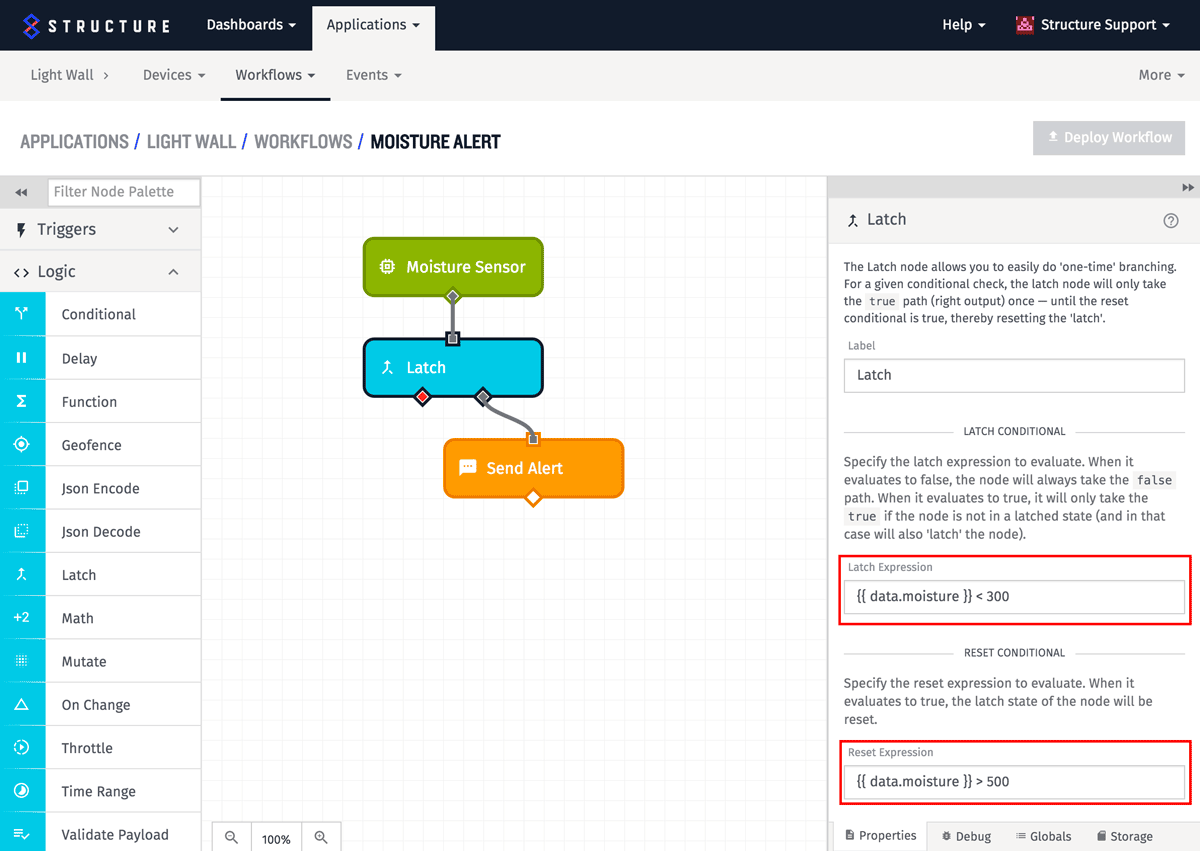 STRUCTURE
Dashboards
Applications
Help
Structure Support
Light Wall
Devices
Workflows
Events
More
APPLICATIONS / LIGHT WALL / WORKFLOWS / MOISTURE ALERT
Deploy Workflow
Filter Node Palette
Triggers
Logic
Conditional
Delay
Function
Geofence
Json Encode
Json Decode
Latch
+2 Math
Mutate
On Change
Throttle
Time Range
Validate Payload
Moisture Sensor
Latch
Send Alert
100%
Latch
The Latch node allows you to easily do 'one-time' branching.
For a given conditional check, the latch node will only take
the true path (right output) once — until the reset
conditional is true, thereby resetting the 'latch'.
Label
Latch
LATCH CONDITIONAL
Specify the latch expression to evaluate. When it
evaluates to false, the node will always take the false
path. When it evaluates to true, it will only take the
true if the node is not in a latched state (and in that
case will also 'latch' the node).
Latch Expression
{{ data.moisture }} < 300
RESET CONDITIONAL
Specify the reset expression to evaluate. When it
evaluates to true, the latch state of the node will be
reset.
Reset Expression
{{ data.moisture }} > 500
Properties
Debug
Globals
Storage